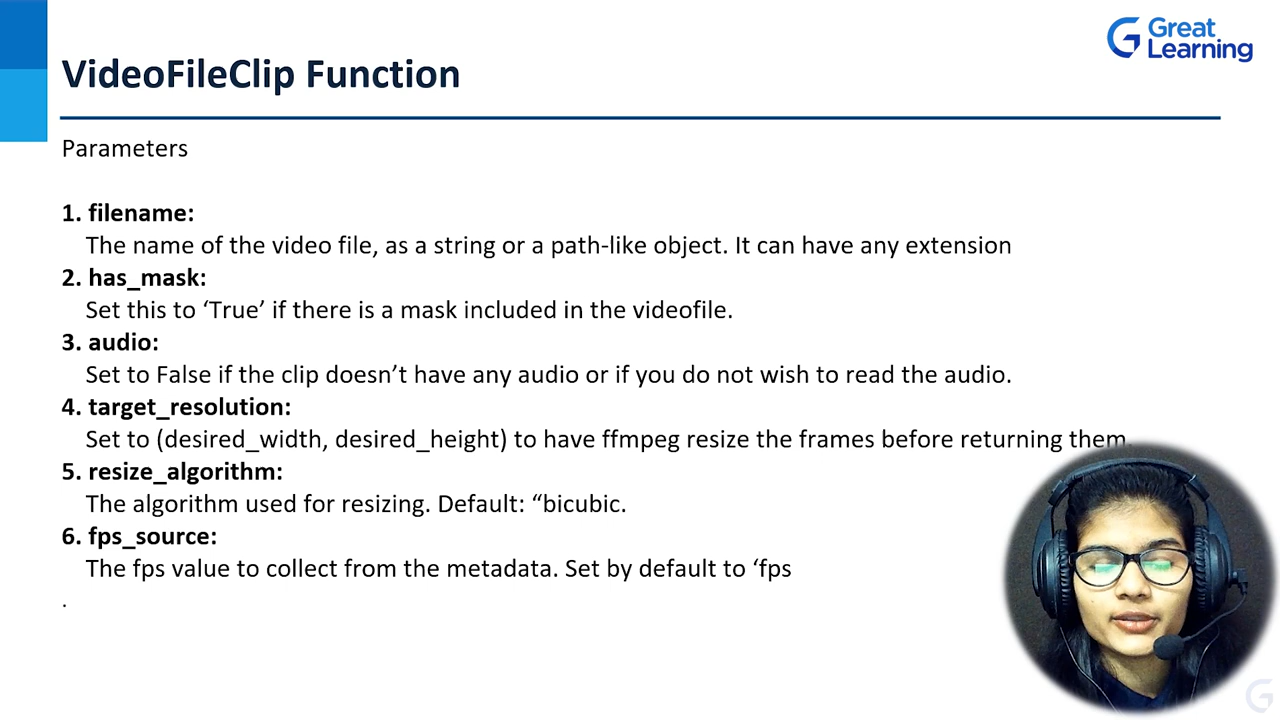 Great
Learning
VideoFileClip Function
Parameters
1. filename:
The name of the video file, as a string or a path-like object. It can have any extension
2. has_mask:
Set this to ‘True’ if there is a mask included in the videofile.
3. audio:
Set to False if the clip doesn’t have any audio or if you do not wish to read the audio.
4. target_resolution:
Set to (desired_width, desired_height) to have ffmpeg resize the frames before returning them.
5. resize_algorithm:
The algorithm used for resizing. Default: “bicubic.
6. fps_source:
The fps value to collect from the metadata. Set by default to ‘fps
.